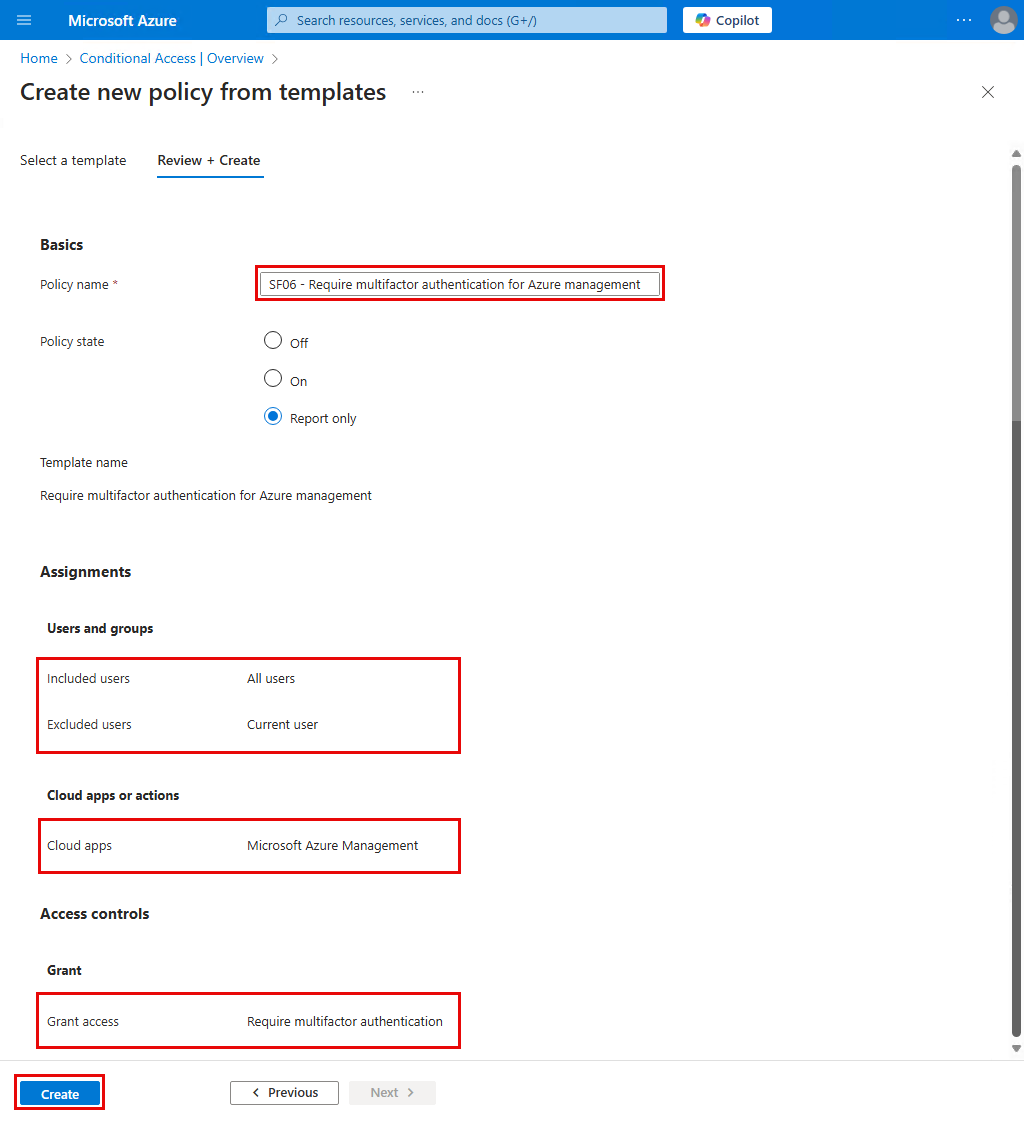 Microsoft Azure
Search resources, services, and docs (G+/)
Copilot
Home > Conditional Access | Overview >
Create new policy from templates ...
Select a template Review + Create
Basics
Policy name * SF06 - Require multifactor authentication for Azure management
Policy state
Off
On
Report only
Template name
Require multifactor authentication for Azure management
Assignments
Users and groups
Included users All users
Excluded users Current user
Cloud apps or actions
Cloud apps Microsoft Azure Management
Access controls
Grant
Grant access Require multifactor authentication
Create < Previous Next >